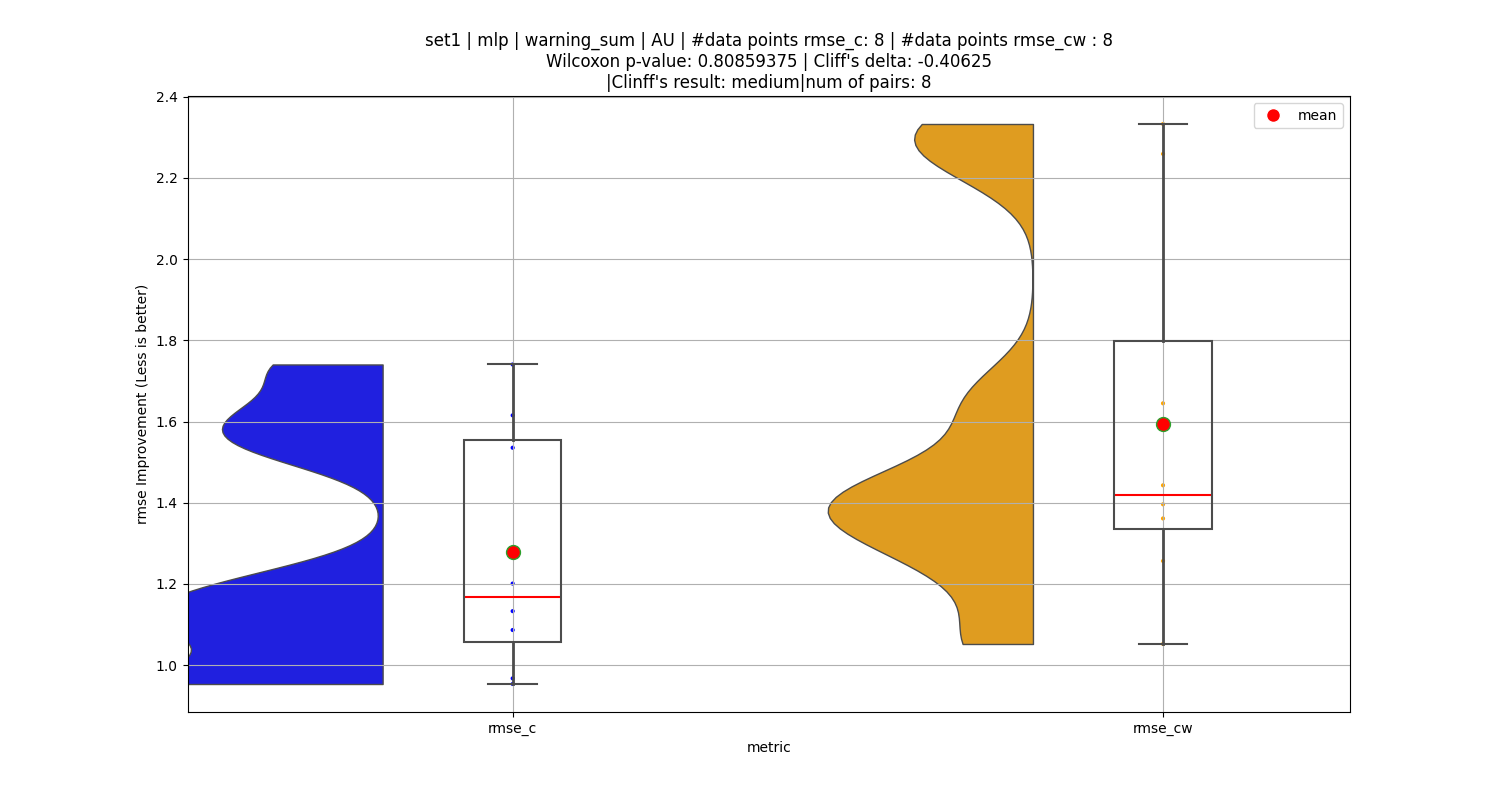 set1 | mlp | warning_sum | AU | #data points rmse_c: 8 | #data points rmse_cw : 8
Wilcoxon p-value: 0.80859375 | Cliff's delta: -0.40625
|Clinff's result: medium|num of pairs: 8
mean
rmse Improvement (Less is better)
2.4
2.2
2.0
1.8
1.6
1.4
1.2
1.0
rmse_c
rmse_cw
metric